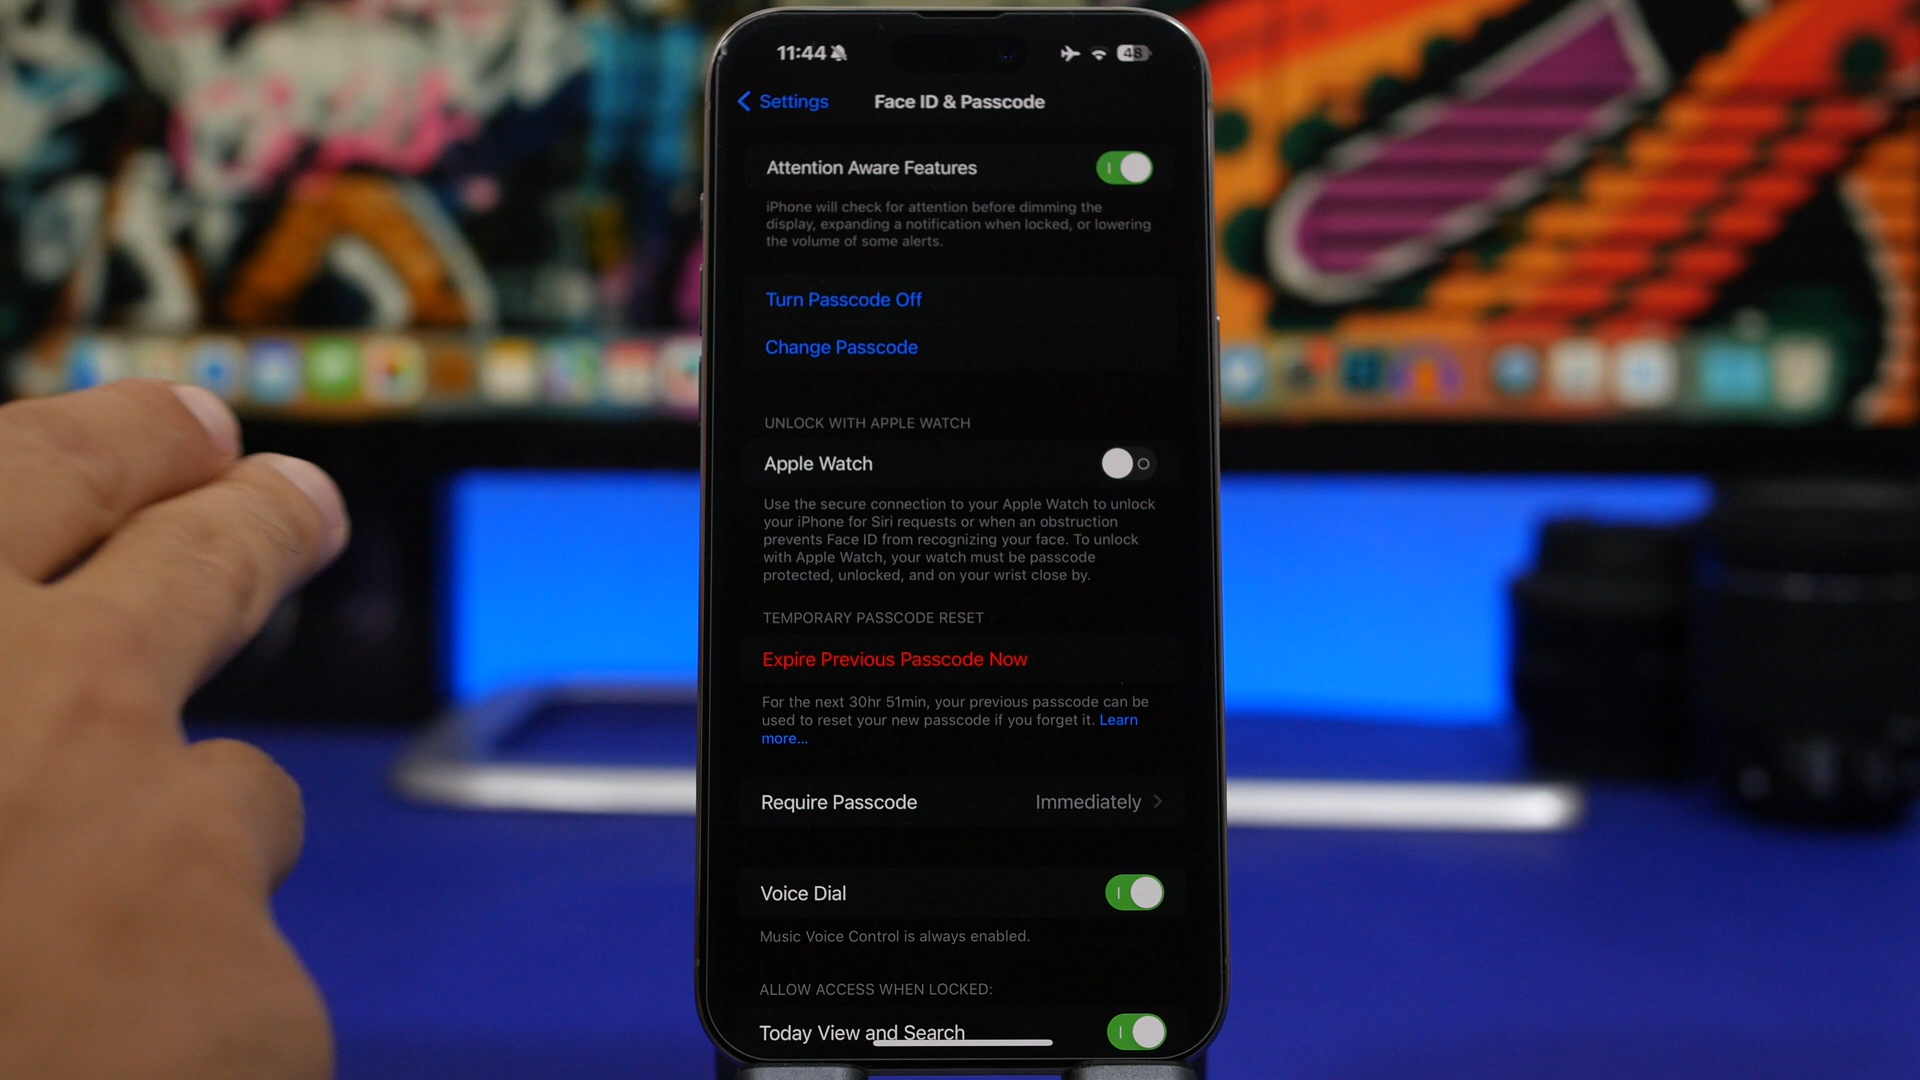 11:44
48
Settings
Face ID & Passcode
Attention Aware Features
iPhone will check for attention before dimming the
display, expanding a notification when locked, or lowering
the volume of some alerts.
Turn Passcode Off
Change Passcode
UNLOCK WITH APPLE WATCH
Apple Watch
Use the secure connection to your Apple Watch to unlock
your iPhone for Siri requests or when an obstruction
prevents Face ID from recognizing your face. To unlock
with Apple Watch, your watch must be passcode
protected, unlocked, and on your wrist close by.
TEMPORARY PASSCODE RESET
Expire Previous Passcode Now
For the next 30hr 51min, your previous passcode can be
used to reset your new passcode if you forget it. Learn
more...
Require Passcode
Immediately
Voice Dial
Music Voice Control is always enabled.
ALLOW ACCESS WHEN LOCKED:
Today View and Search